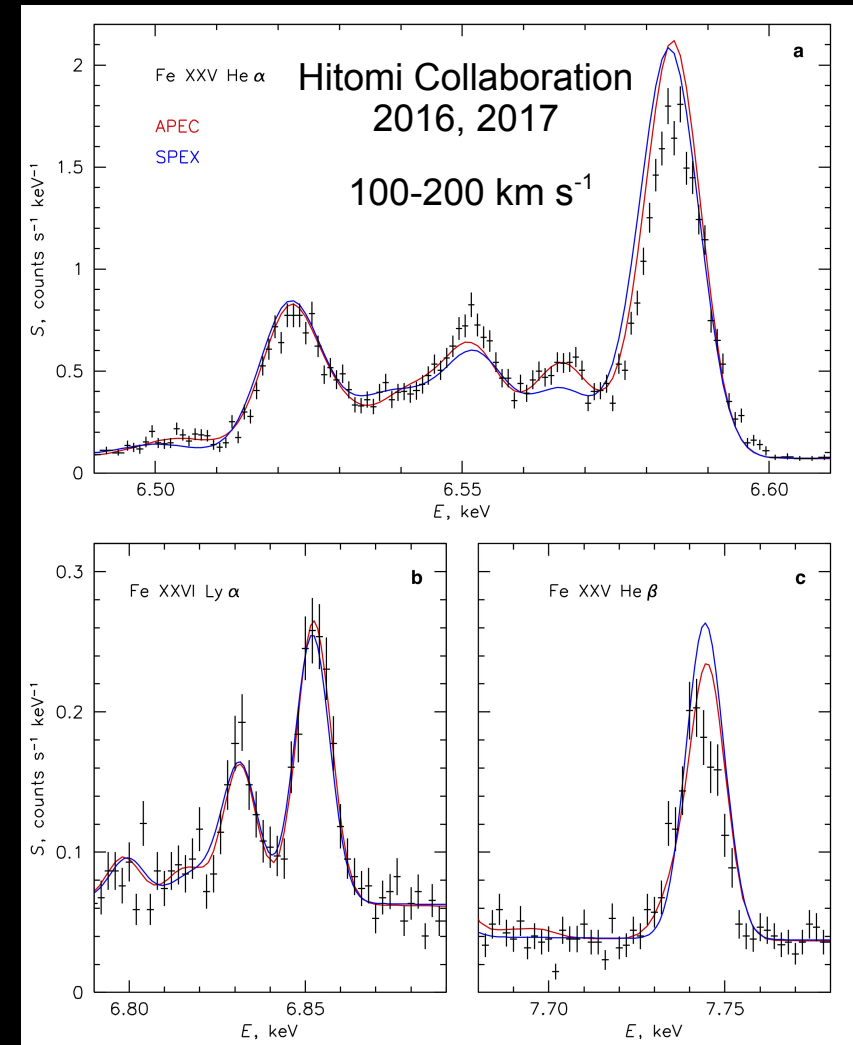 a
Fe XXV He α
Hitomi Collaboration
2016, 2017
APEC
SPEX
100-200 km s⁻¹
2
1.5
1
0.5
0
S, counts s⁻¹ keV⁻¹
6.50
6.55
6.60
E, keV
b
Fe XXVI Ly α
0.3
0.2
0.1
0
S, counts s⁻¹ keV⁻¹
6.80
6.85
E, keV
c
Fe XXV He β
7.70
7.75
E, keV